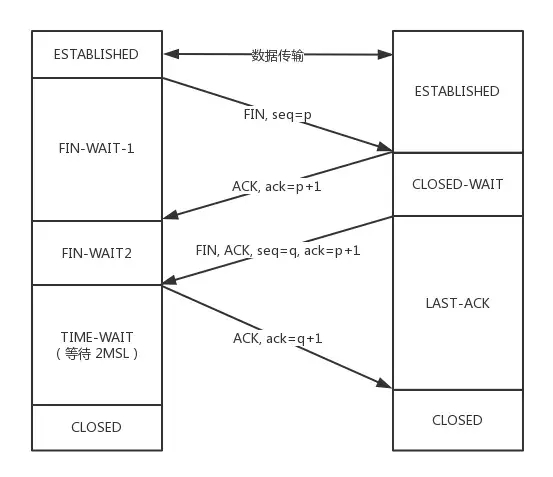 ESTABLISHED
数据传输
ESTABLISHED
FIN, seq=p
FIN-WAIT-1
ACK, ack=p+1
CLOSED-WAIT
FIN-WAIT2
FIN, ACK, seq=q, ack=p+1
LAST-ACK
TIME-WAIT
（等待 2MSL）
ACK, ack=q+1
CLOSED
CLOSED